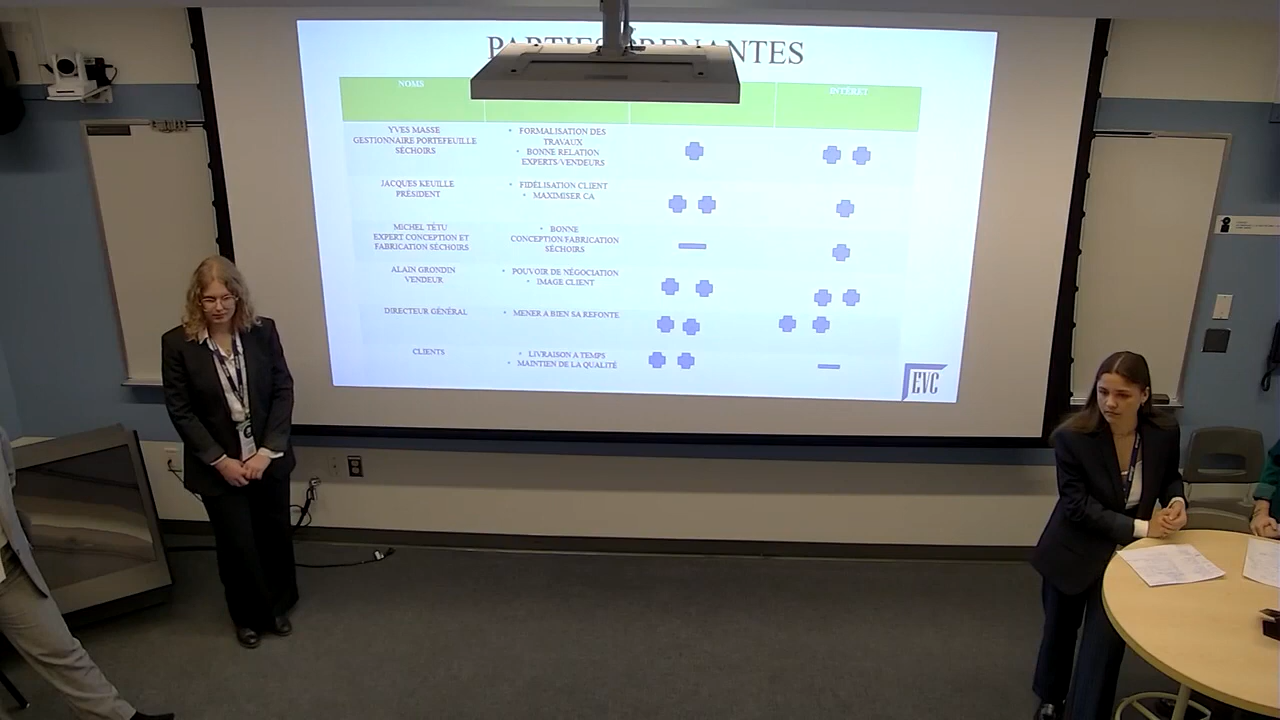 PARTIES PRENANTES
NOMS
INTÉRÊT
YVES MASSE
GESTIONNAIRE PORTEFEUILLE
SÉCHOIRS
FORMALISATION DES
TRAVAUX
BONNE RELATION
EXPERTS/VENDEURS
JACQUES KEUILLE
PRÉSIDENT
FIDÉLISATION CLIENT
MAXIMISER CA
MICHEL TÉTU
EXPERT CONCEPTION ET
FABRICATION SÉCHOIRS
BONNE
CONCEPTION/FABRICATION
SÉCHOIRS
ALAIN GRONDIN
VENDEUR
POUVOIR DE NÉGOCIATION
IMAGE CLIENT
DIRECTEUR GÉNÉRAL
MENER A BIEN SA REFONTE
CLIENTS
LIVRAISON A TEMPS
MAINTIEN DE LA QUALITÉ
EVC